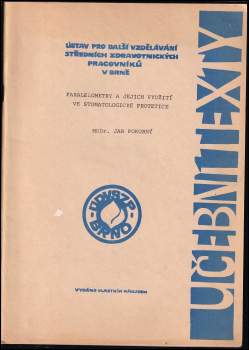 ÚSTAV PRO DALŠÍ VZDĚLÁVÁNÍ
STŘEDNÍCH ZDRAVOTNICKÝCH
PRACOVNÍKŮ
V BRNĚ
PARALELOMETRY A JEJICH VYUŽITÍ
VE STOMATOLOGICKÉ PROTETICE
MUDr. JAN POKORNÝ
ÚDVSZP
BRNO
VYDÁNO VLASTNÍM NÁKLADEM
UČEBNÍ TEXTY